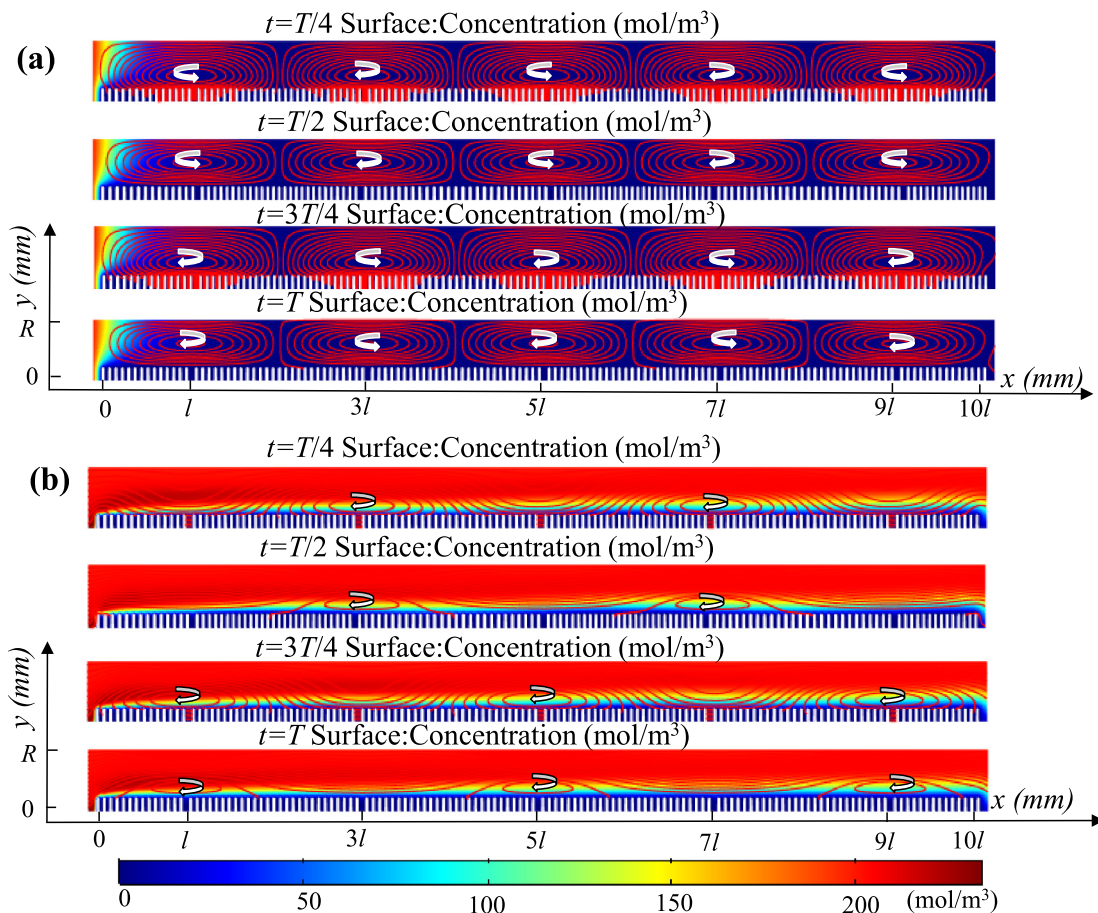 t=T/4 Surface:Concentration (mol/m³)
(a)
t=T/2 Surface:Concentration (mol/m³)
t=3T/4 Surface:Concentration (mol/m³)
t=T Surface:Concentration (mol/m³)
y (mm)
R
0
x (mm)
0 l 3l 5l 7l 9l 10l
t=T/4 Surface:Concentration (mol/m³)
(b)
t=T/2 Surface:Concentration (mol/m³)
t=3T/4 Surface:Concentration (mol/m³)
t=T Surface:Concentration (mol/m³)
y (mm)
R
0
x (mm)
0 l 3l 5l 7l 9l 10l
0 50 100 150 200 (mol/m³)